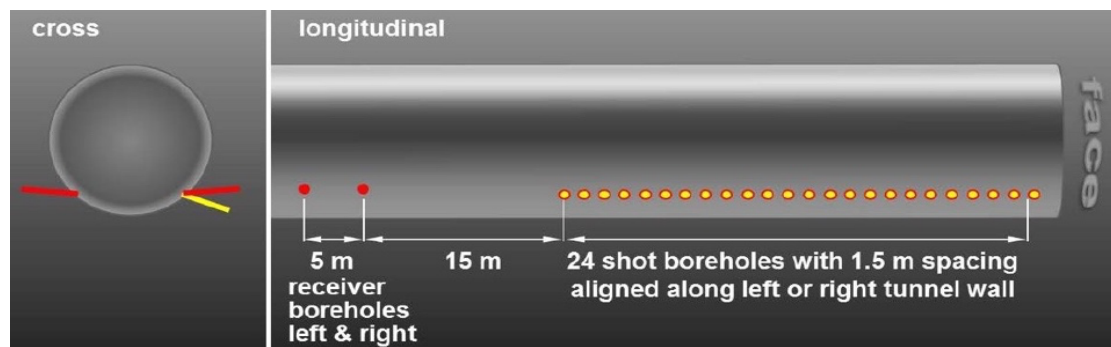 cross
longitudinal
face
5 m
15 m
24 shot boreholes with 1.5 m spacing
aligned along left or right tunnel wall
receiver
boreholes
left & right